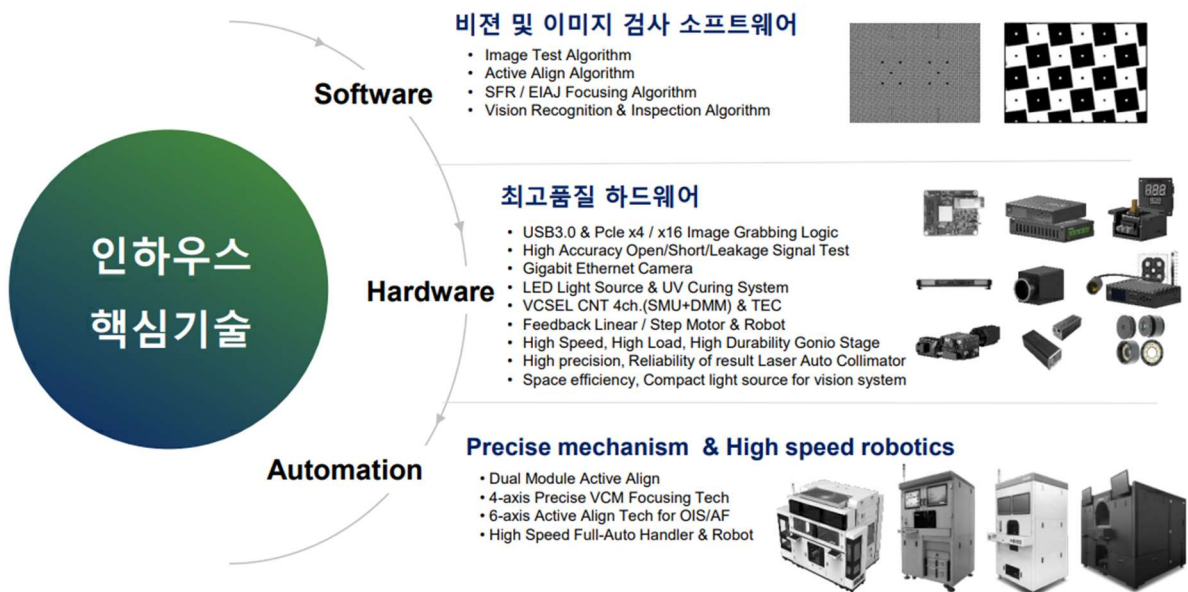 비젼 및 이미지 검사 소프트웨어
• Image Test Algorithm
• Active Align Algorithm
• SFR / EIAJ Focusing Algorithm
• Vision Recognition & Inspection Algorithm
Software
최고품질 하드웨어
• USB3.0 & Pcle x4 / x16 Image Grabbing Logic
• High Accuracy Open/Short/Leakage Signal Test
• Gigabit Ethernet Camera
• LED Light Source & UV Curing System
• VCSEL CNT 4ch.(SMU+DMM) & TEC
• Feedback Linear / Step Motor & Robot
• High Speed, High Load, High Durability Gonio Stage
• High precision, Reliability of result Laser Auto Collimator
• Space efficiency, Compact light source for vision system
Hardware
인하우스
핵심기술
Precise mechanism & High speed robotics
• Dual Module Active Align
• 4-axis Precise VCM Focusing Tech
• 6-axis Active Align Tech for OIS/AF
• High Speed Full-Auto Handler & Robot
Automation